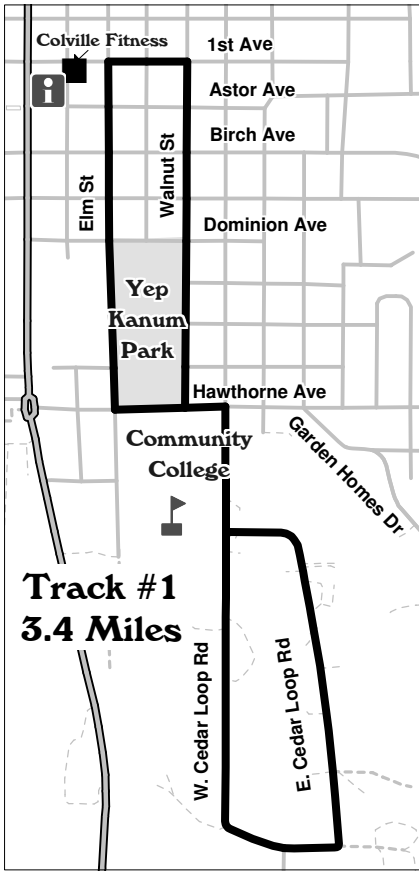 Colville Fitness
1st Ave
i
Astor Ave
Birch Ave
Elm St
Walnut St
Dominion Ave
Yep
Kanum
Park
Hawthorne Ave
Community
College
Garden Homes Dr
Track #1
3.4 Miles
W. Cedar Loop Rd
E. Cedar Loop Rd